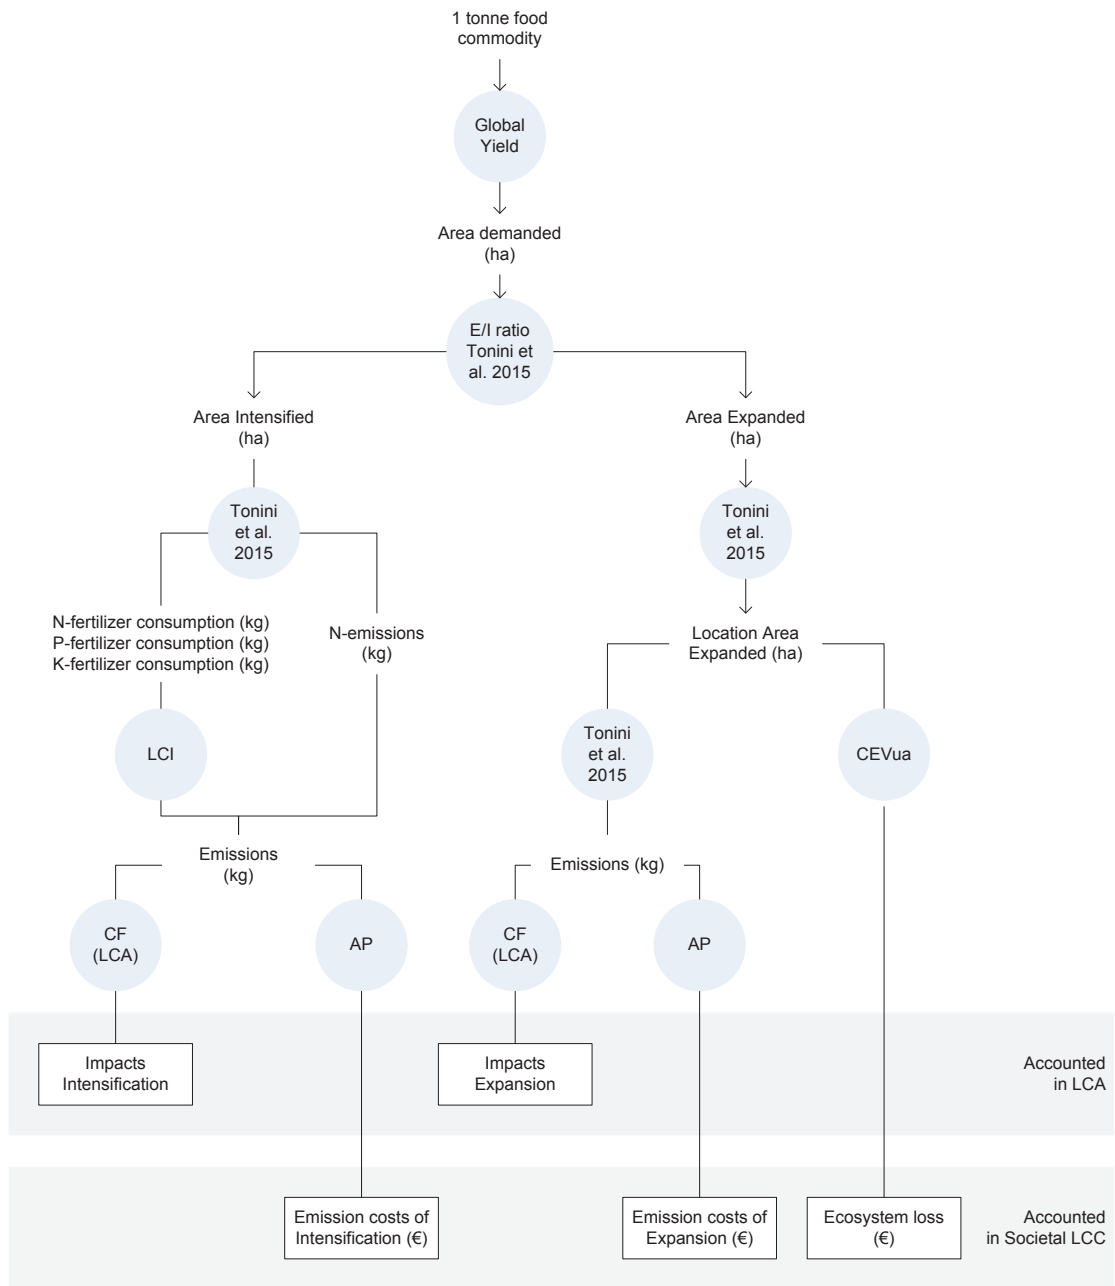 1 tonne food
commodity
Global
Yield
Area demanded
(ha)
E/I ratio
Tonini et
al. 2015
Area Intensified
(ha)
Area Expanded
(ha)
Tonini
et al.
2015
Tonini
et al.
2015
N-fertilizer consumption (kg)
P-fertilizer consumption (kg)
K-fertilizer consumption (kg)
N-emissions
(kg)
Location Area
Expanded (ha)
LCI
Tonini
et al.
2015
CEVua
Emissions
(kg)
Emissions (kg)
CF
(LCA)
AP
CF
(LCA)
AP
Impacts
Intensification
Impacts
Expansion
Accounted
in LCA
Emission costs of
Intensification (€)
Emission costs of
Expansion (€)
Ecosystem loss
(€)
Accounted
in Societal LCC